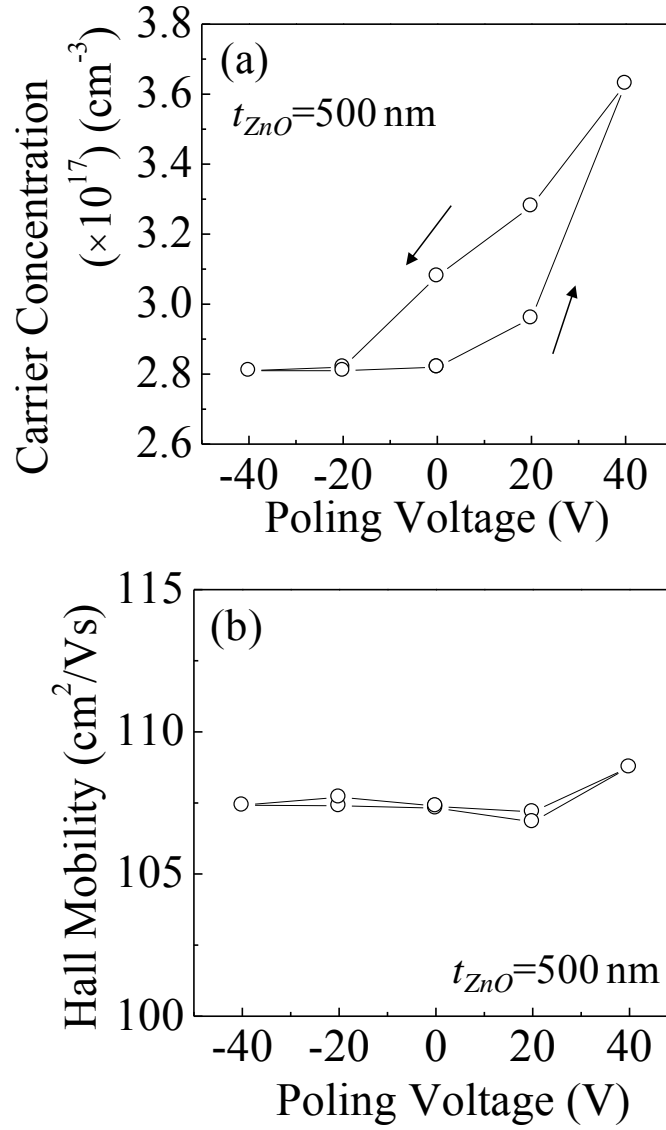 (a)
t_ZnO=500 nm
Carrier Concentration
(×10^17) (cm^-3)
3.8
3.6
3.4
3.2
3.0
2.8
2.6
-40 -20 0 20 40
Poling Voltage (V)
(b)
Hall Mobility (cm^2/Vs)
115
110
105
100
t_ZnO=500 nm
-40 -20 0 20 40
Poling Voltage (V)